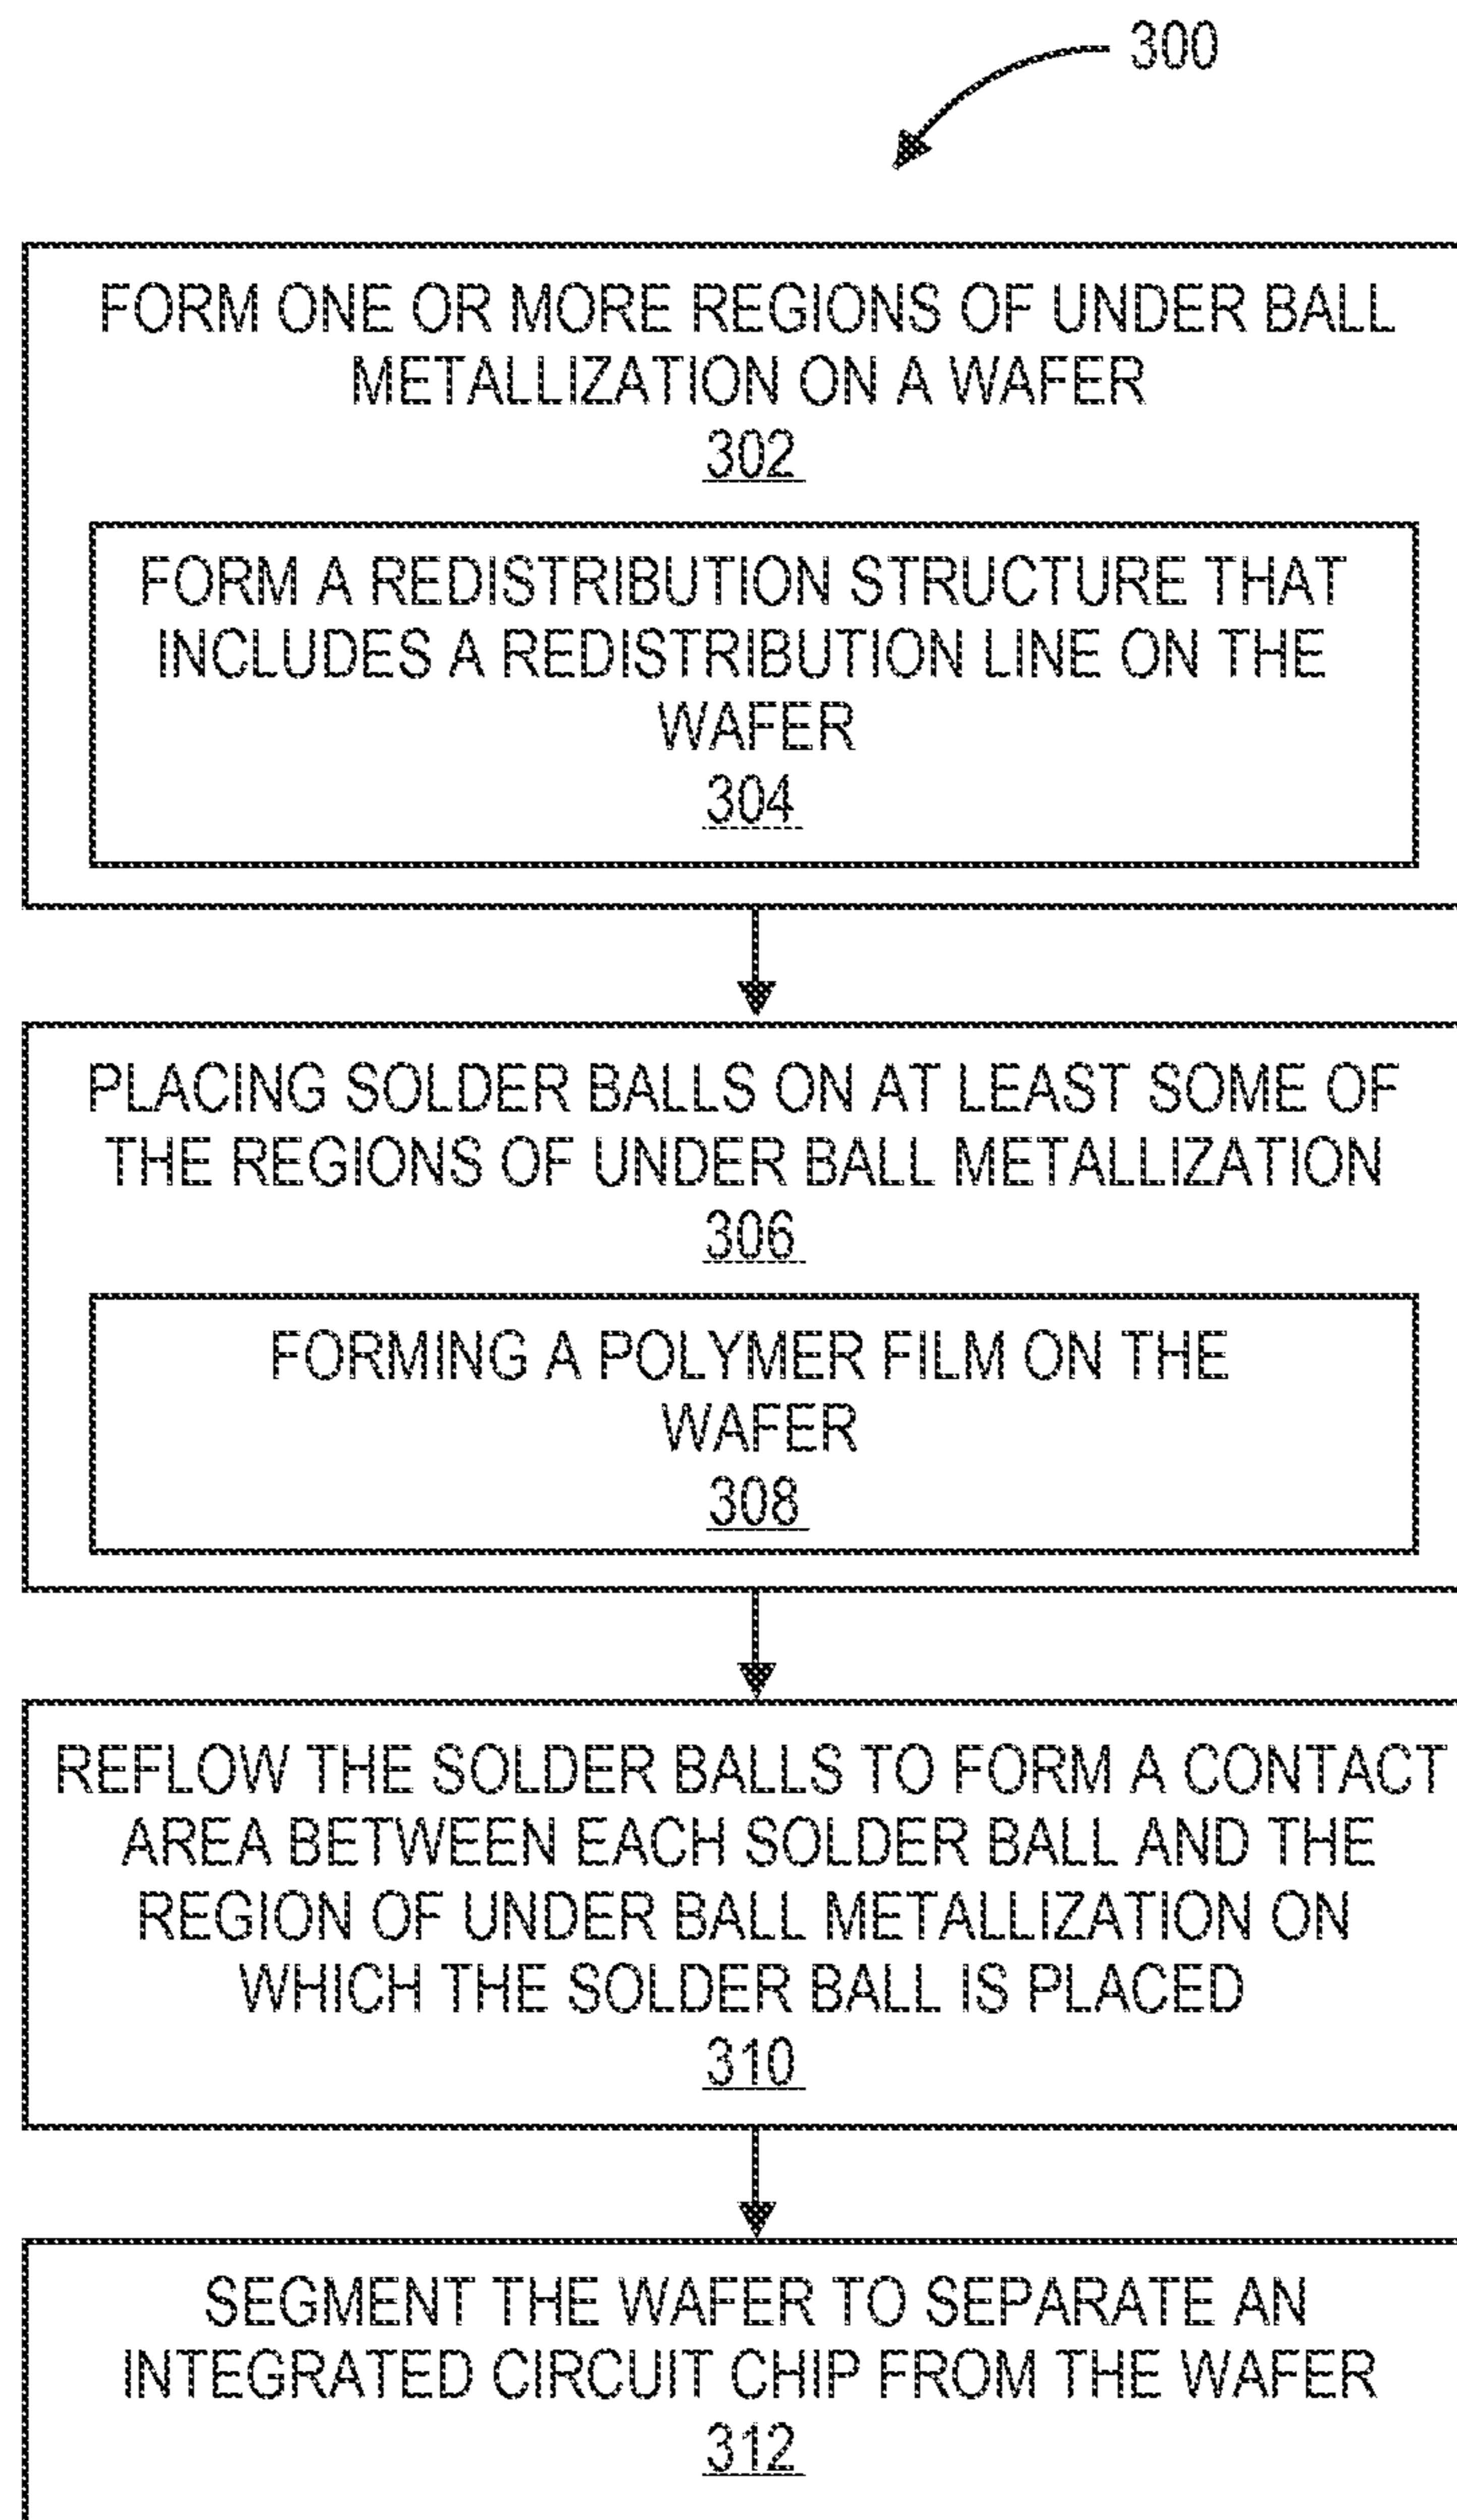 300
FORM ONE OR MORE REGIONS OF UNDER BALL
METALLIZATION ON A WAFER
302
FORM A REDISTRIBUTION STRUCTURE THAT
INCLUDES A REDISTRIBUTION LINE ON THE
WAFER
304
PLACING SOLDER BALLS ON AT LEAST SOME OF
THE REGIONS OF UNDER BALL METALLIZATION
306
FORMING A POLYMER FILM ON THE
WAFER
308
REFLOW THE SOLDER BALLS TO FORM A CONTACT
AREA BETWEEN EACH SOLDER BALL AND THE
REGION OF UNDER BALL METALLIZATION ON
WHICH THE SOLDER BALL IS PLACED
310
SEGMENT THE WAFER TO SEPARATE AN
INTEGRATED CIRCUIT CHIP FROM THE WAFER
312